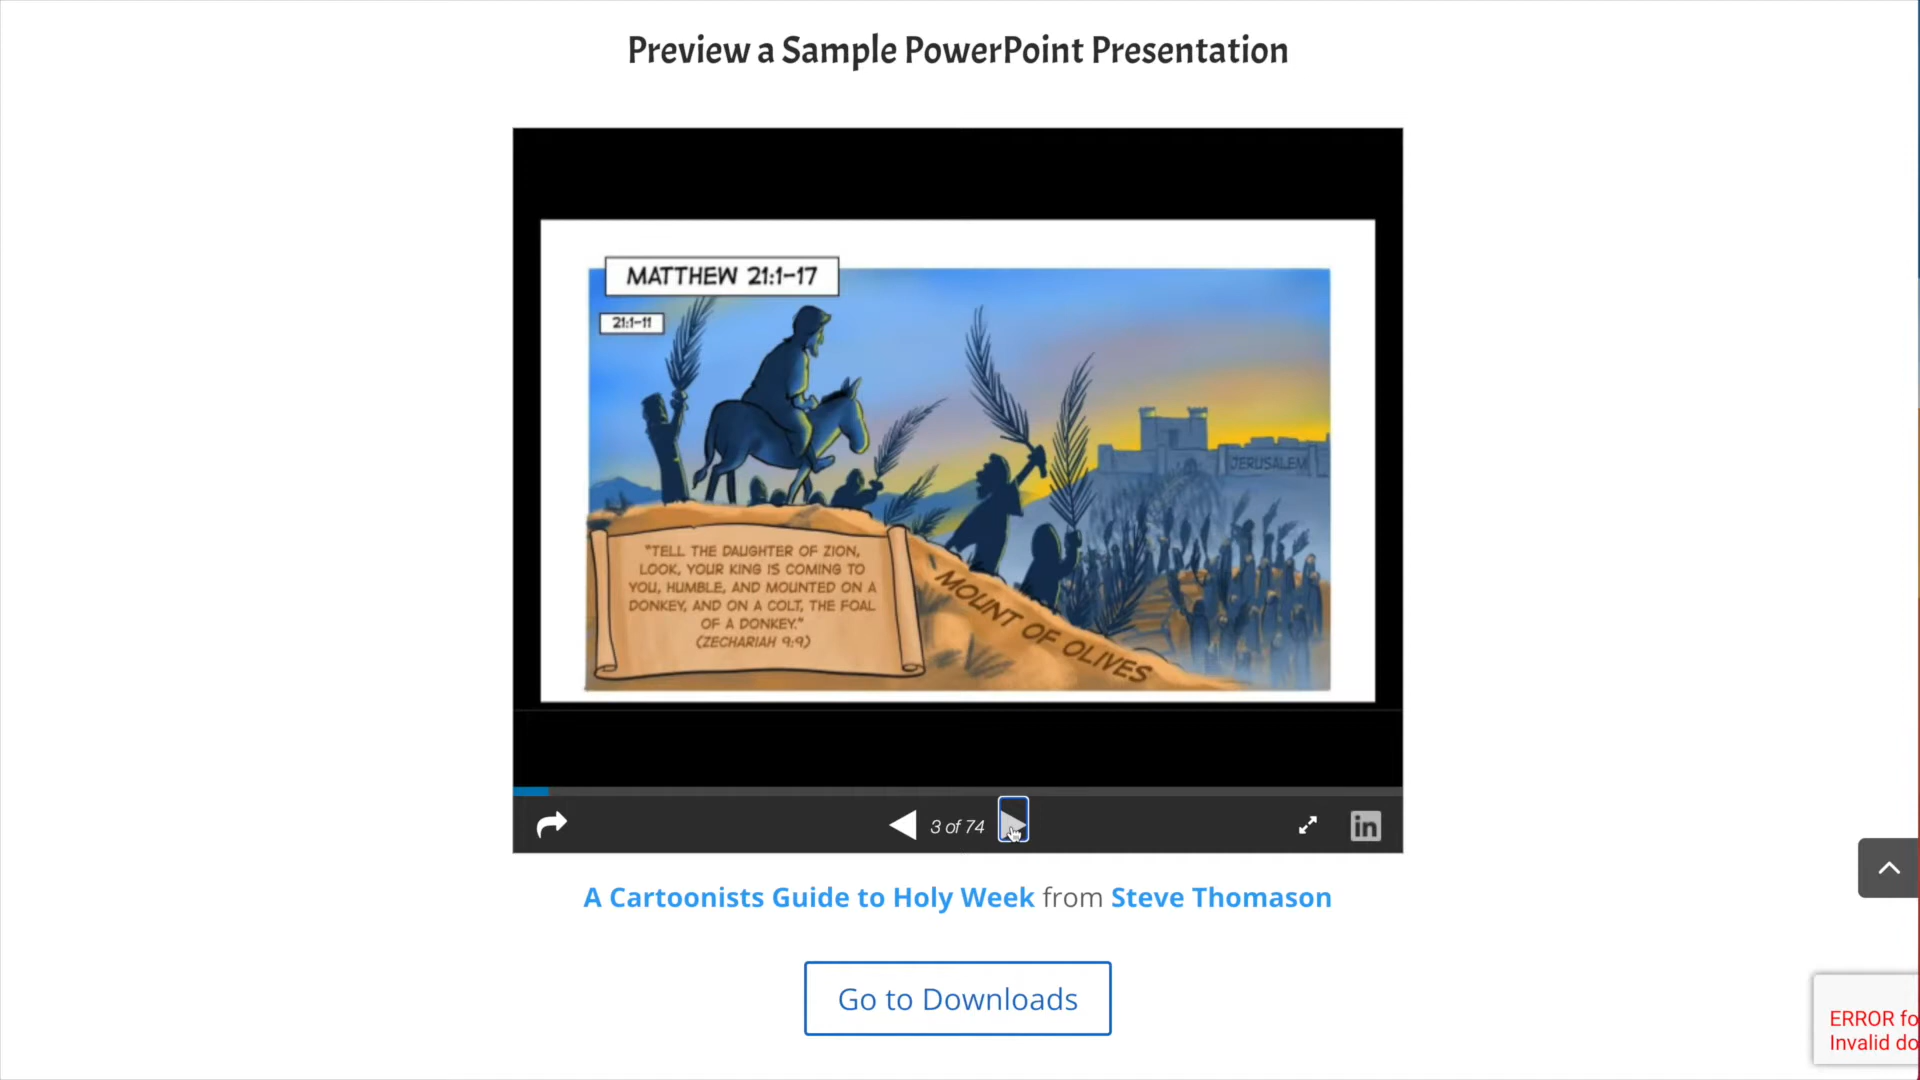 Preview a Sample PowerPoint Presentation
MATTHEW 21:1-17
21:1-11
JERUSALEM
"TELL THE DAUGHTER OF ZION,
LOOK, YOUR KING IS COMING TO
YOU, HUMBLE, AND MOUNTED ON A
DONKEY, AND ON A COLT, THE FOAL
OF A DONKEY."
(ZECHARIAH 9:9)
MOUNT OF OLIVES
3 of 74
in
A Cartoonists Guide to Holy Week from Steve Thomason
Go to Downloads
ERROR fo
Invalid do